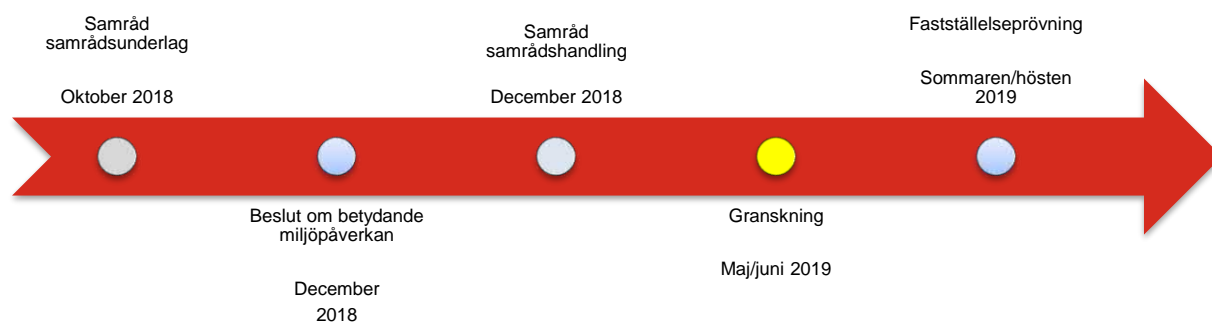 Samråd
samrådsunderlag
Oktober 2018
Beslut om betydande
miljöpåverkan
December
2018
Samråd
samrådshandling
December 2018
Granskning
Maj/juni 2019
Fastställelseprövning
Sommaren/hösten
2019